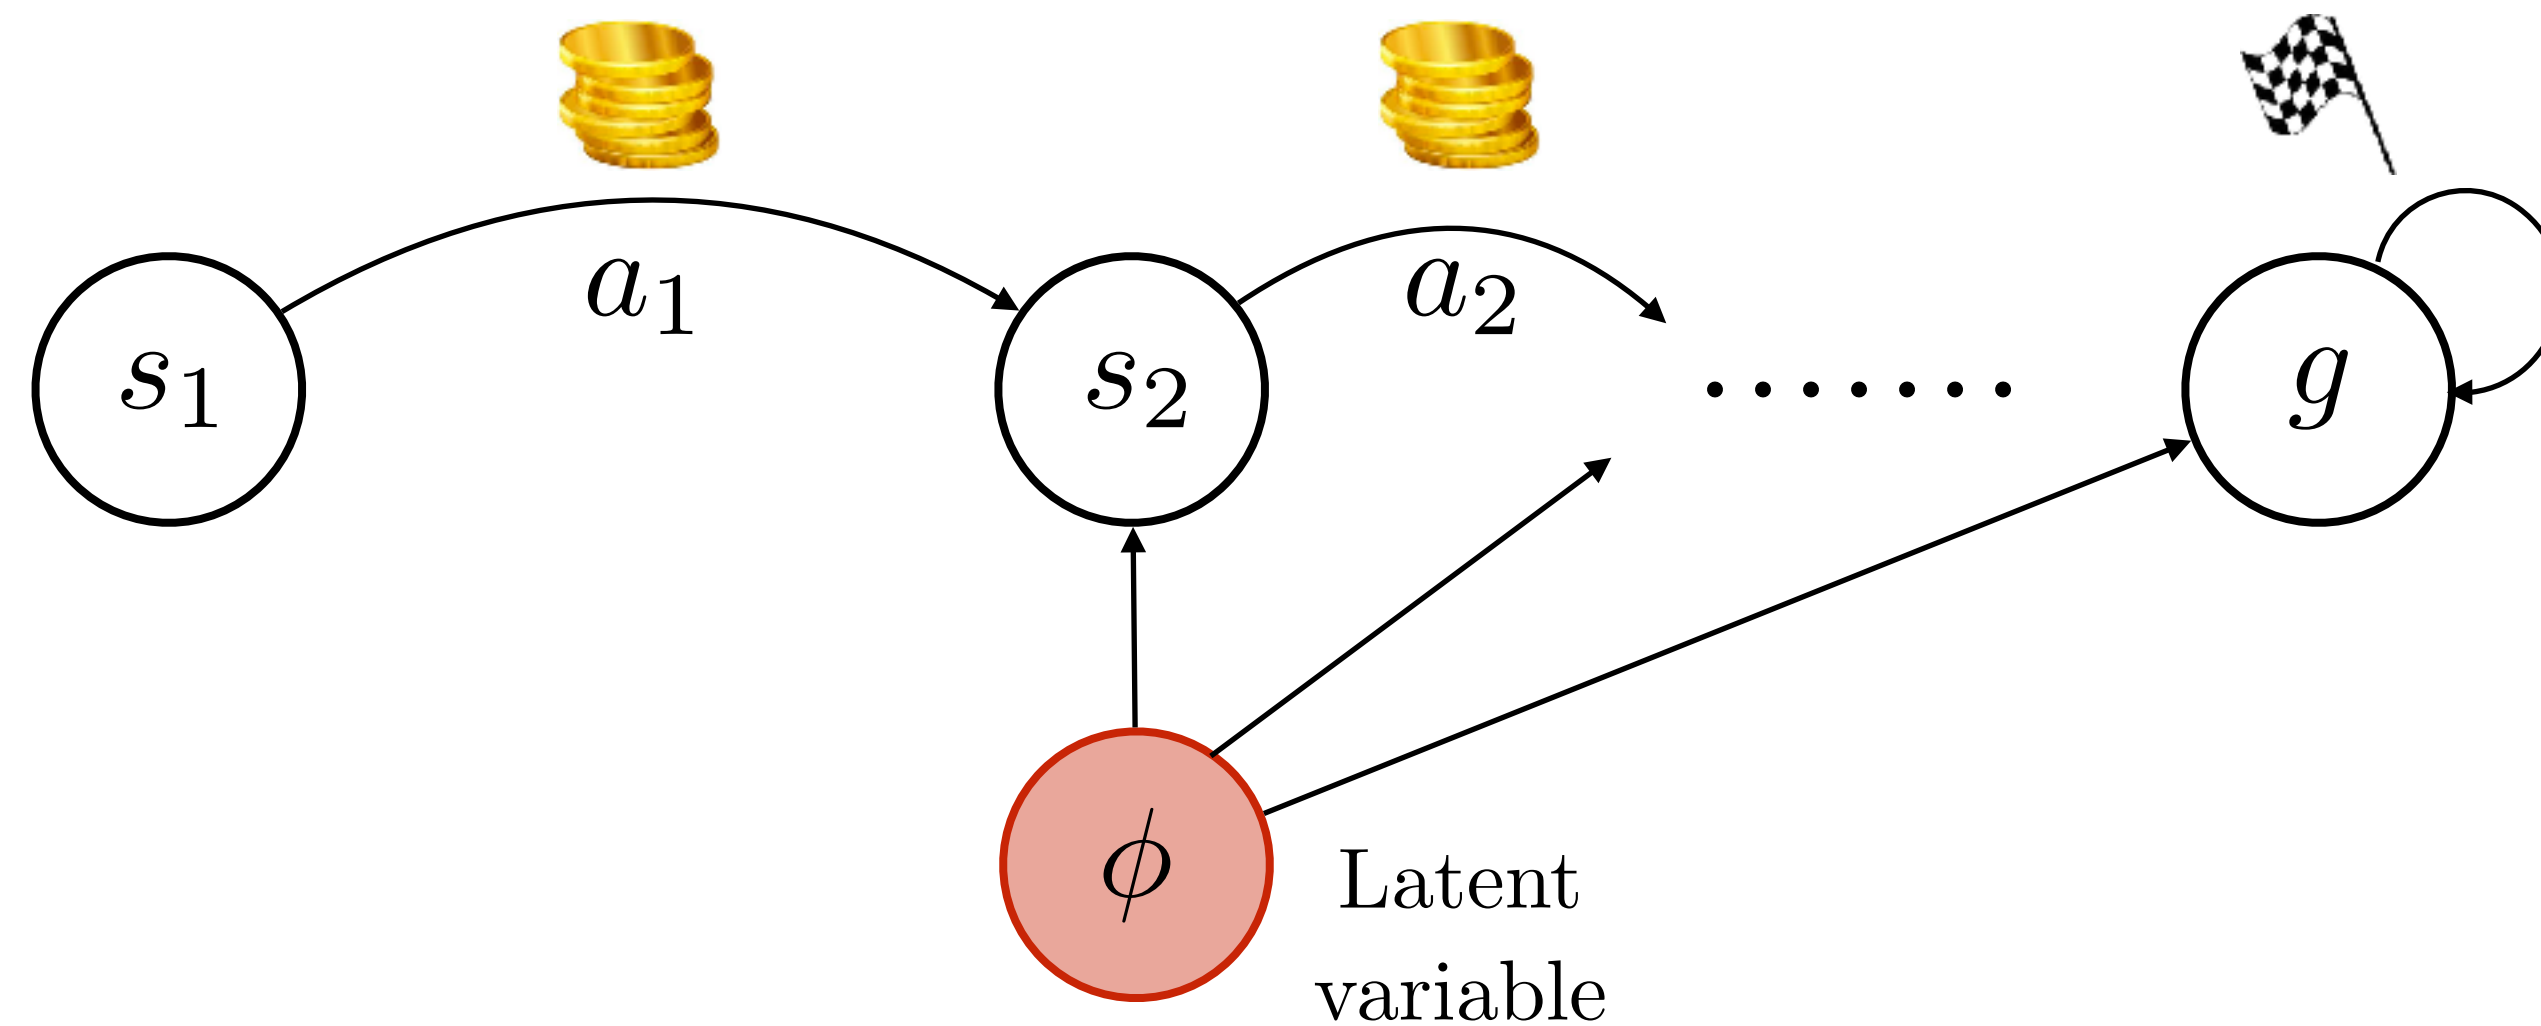 a₁
a₂
s₁
s₂
.......
g
ϕ
Latent
variable